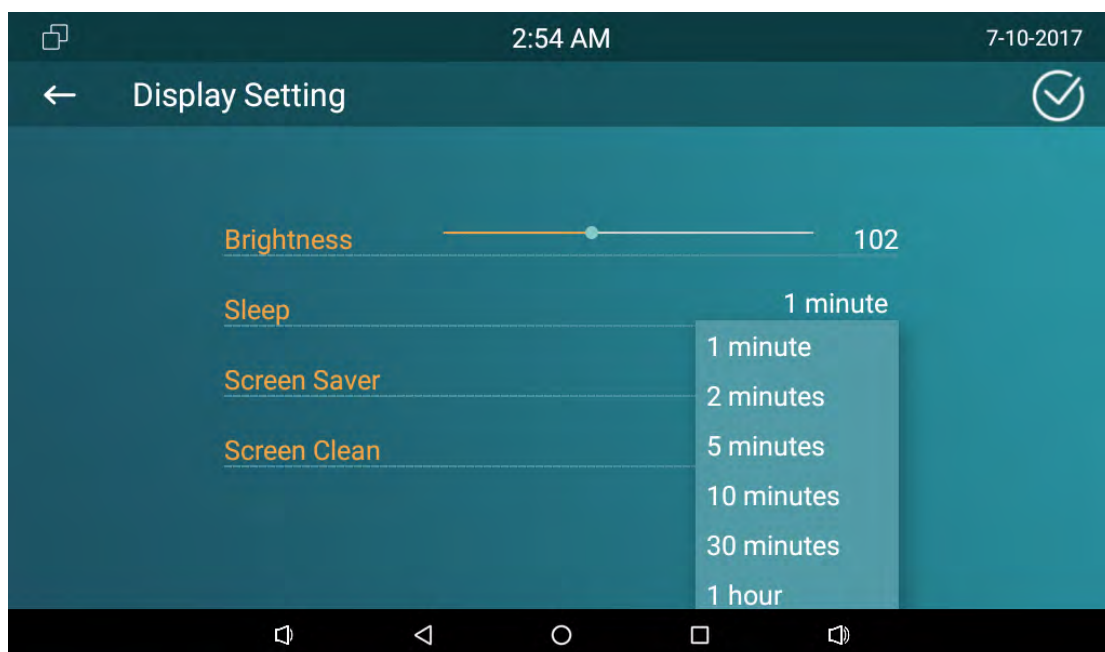 2:54 AM 7-10-2017
Display Setting
Brightness 102
Sleep 1 minute
1 minute
Screen Saver
2 minutes
Screen Clean
5 minutes
10 minutes
30 minutes
1 hour